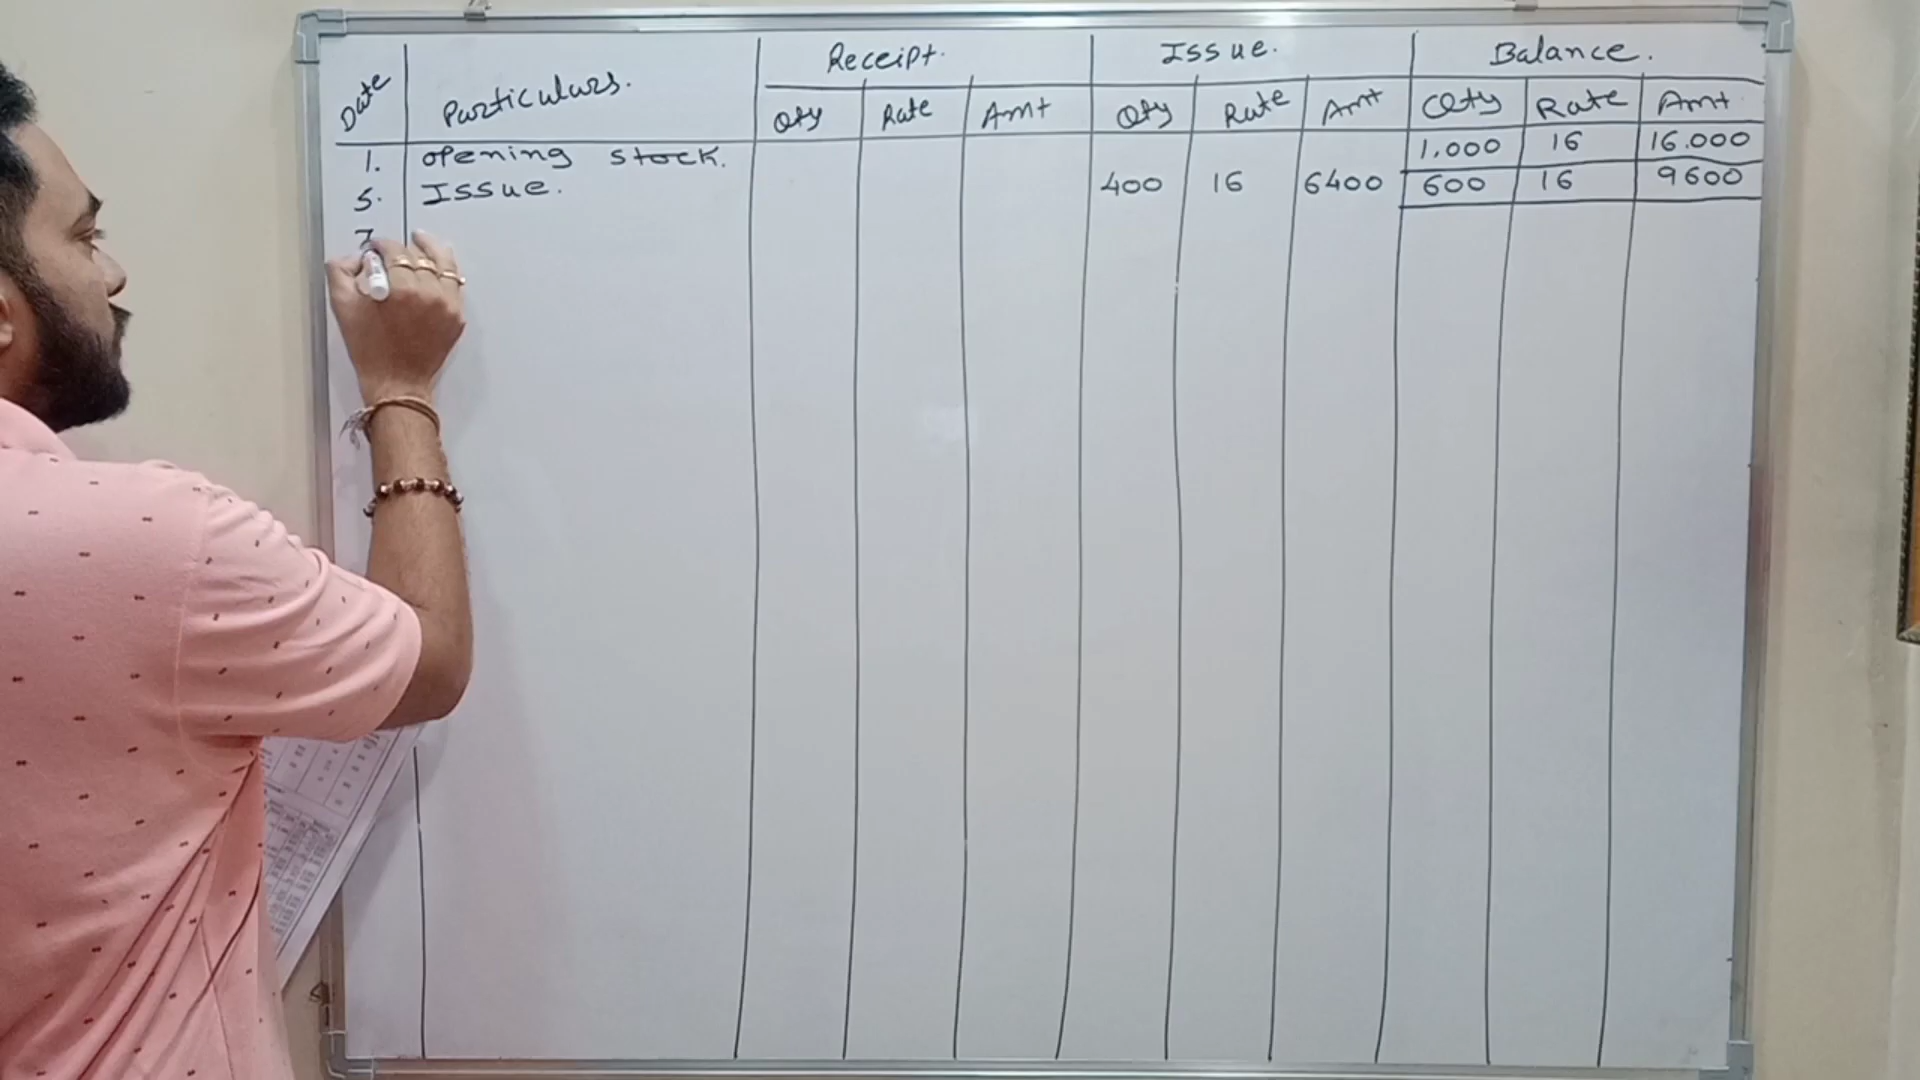 Date Particulars. Receipt. Issue. Balance.
Qty Rate Amt Qty Rate Amt Qty Rate Amt
1. opening stock. 1,000 16 16.000
5. Issue. 400 16 6400 600 16 9600
7